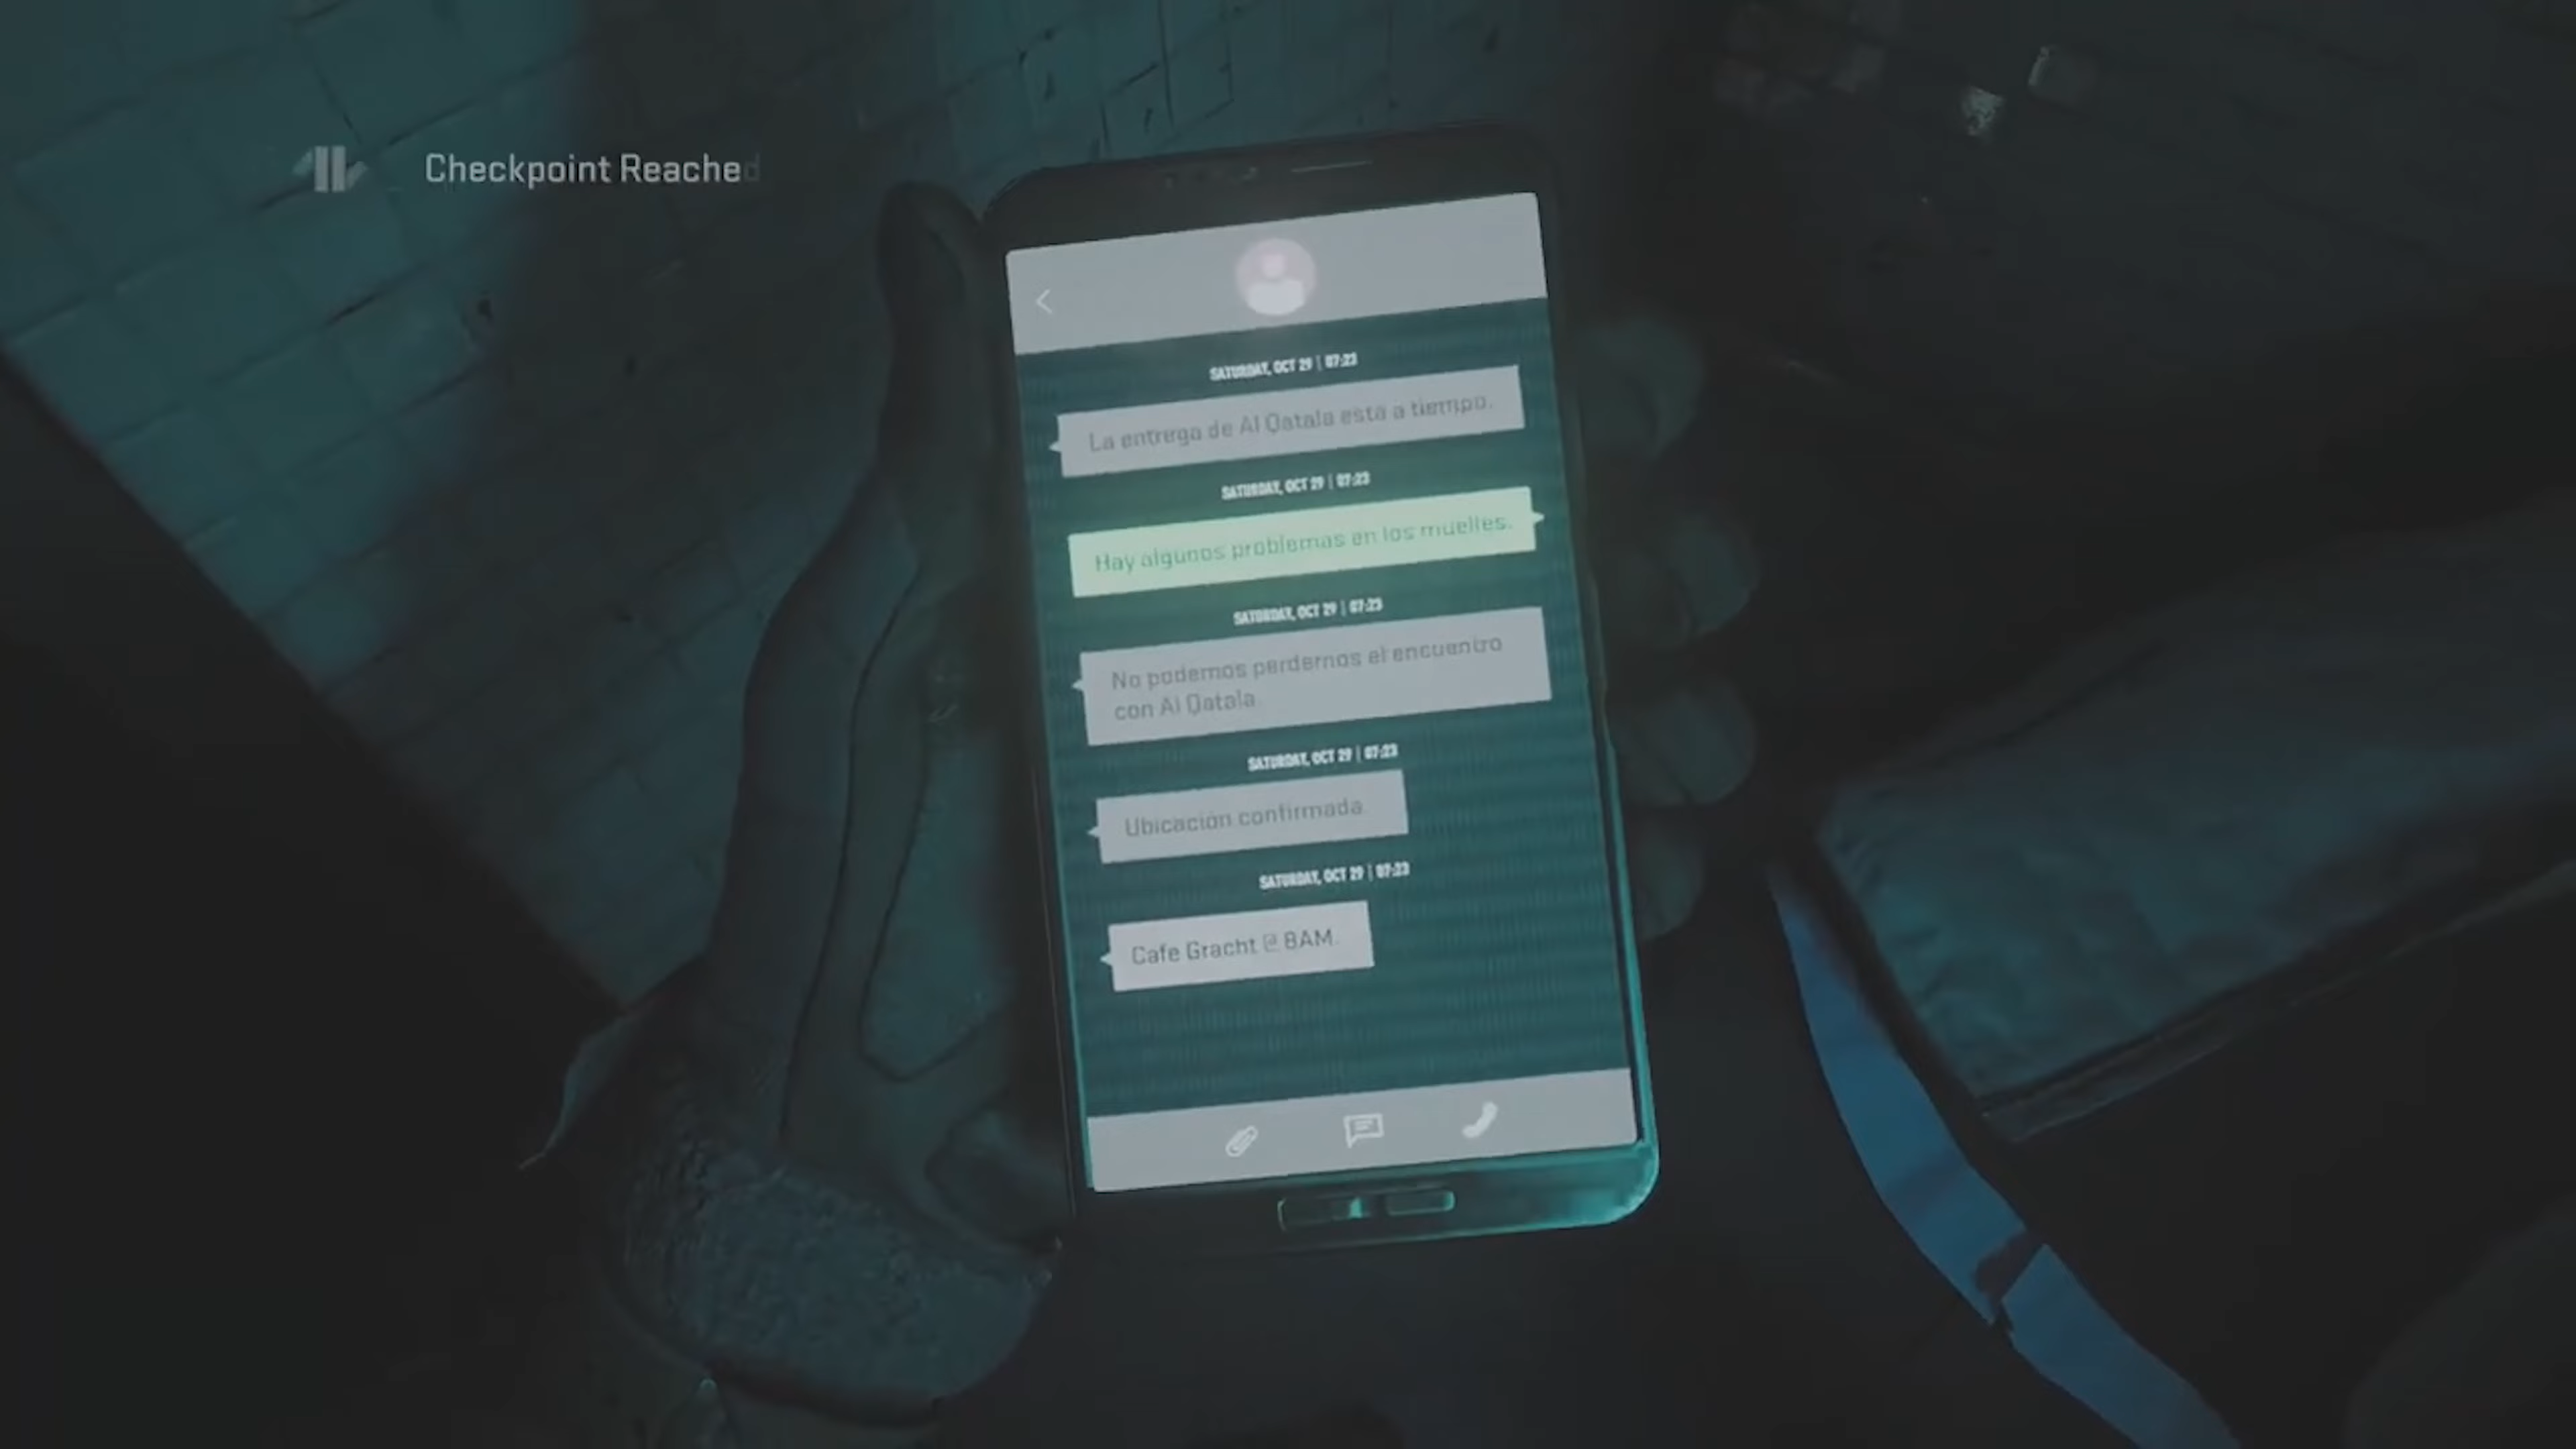 Checkpoint Reached
SATURDAY, OCT 29 | 07:23
La entrega de Al Qatala está a tiempo.
SATURDAY, OCT 29 | 07:23
Hay algunos problemas en los muelles.
SATURDAY, OCT 29 | 07:23
No podemos perdernos el encuentro
con Al Qatala.
SATURDAY, OCT 29 | 07:23
Ubicación confirmada.
SATURDAY, OCT 29 | 07:23
Cafe Gracht @ 8AM.